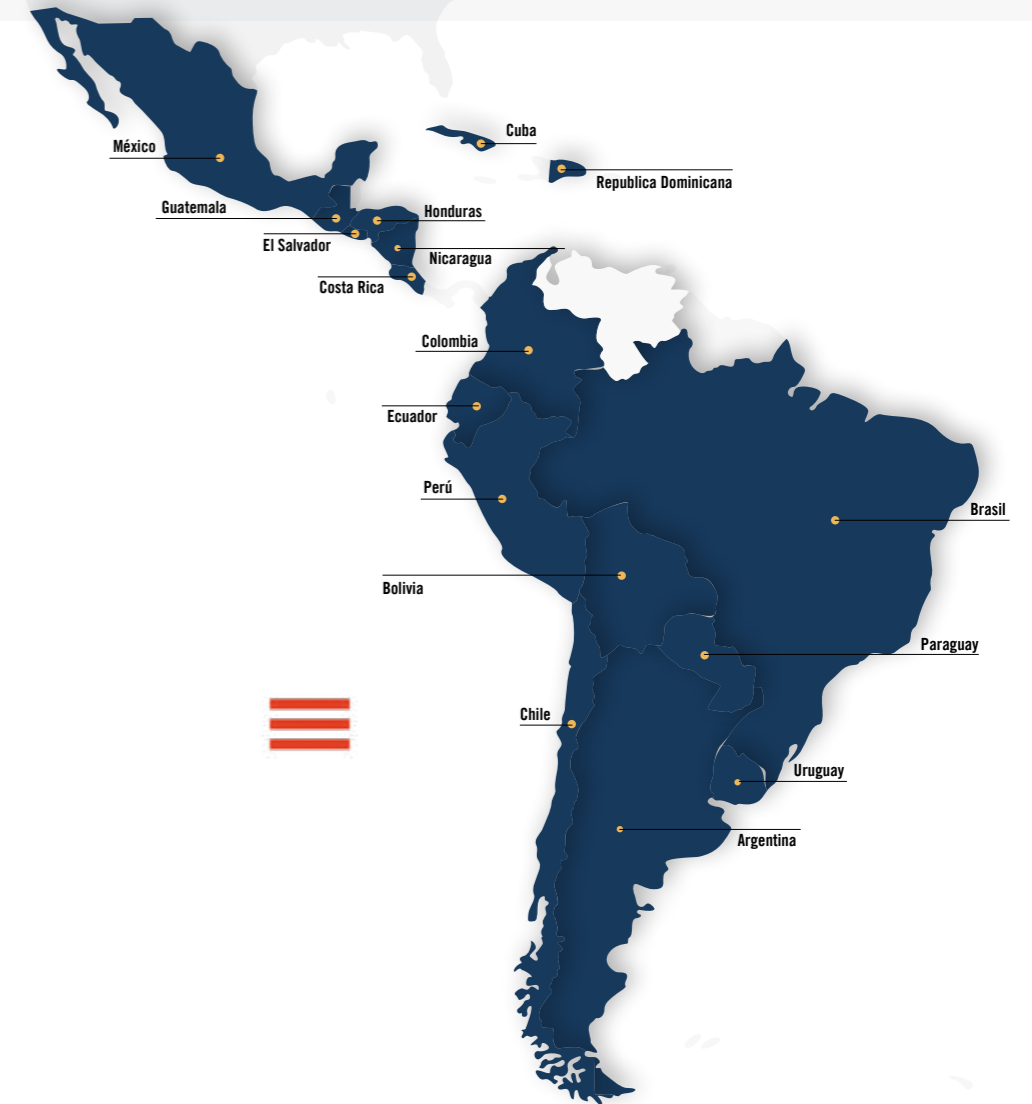 Cuba
México
Republica Dominicana
Guatemala
Honduras
El Salvador
Nicaragua
Costa Rica
Colombia
Ecuador
Perú
Brasil
Bolivia
Paraguay
Chile
Uruguay
Argentina